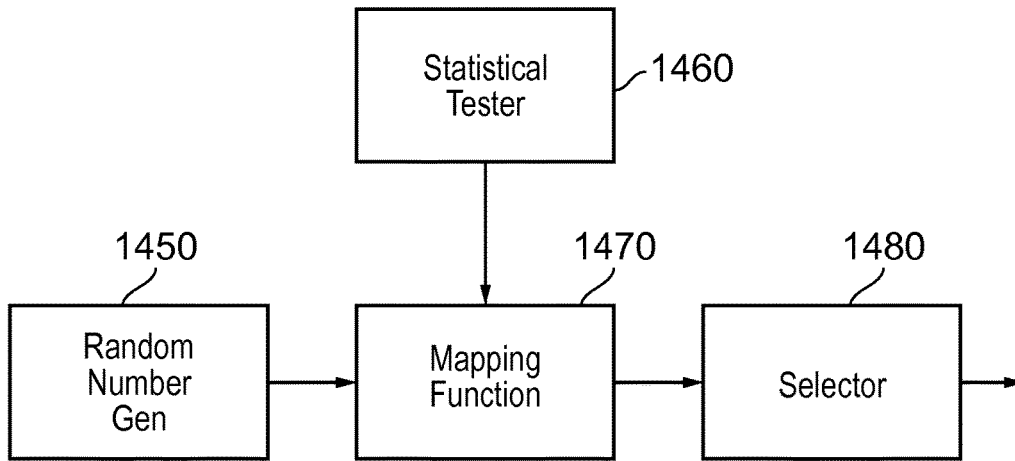 Statistical
Tester
1460
1450
1470
1480
Random
Number
Gen
Mapping
Function
Selector